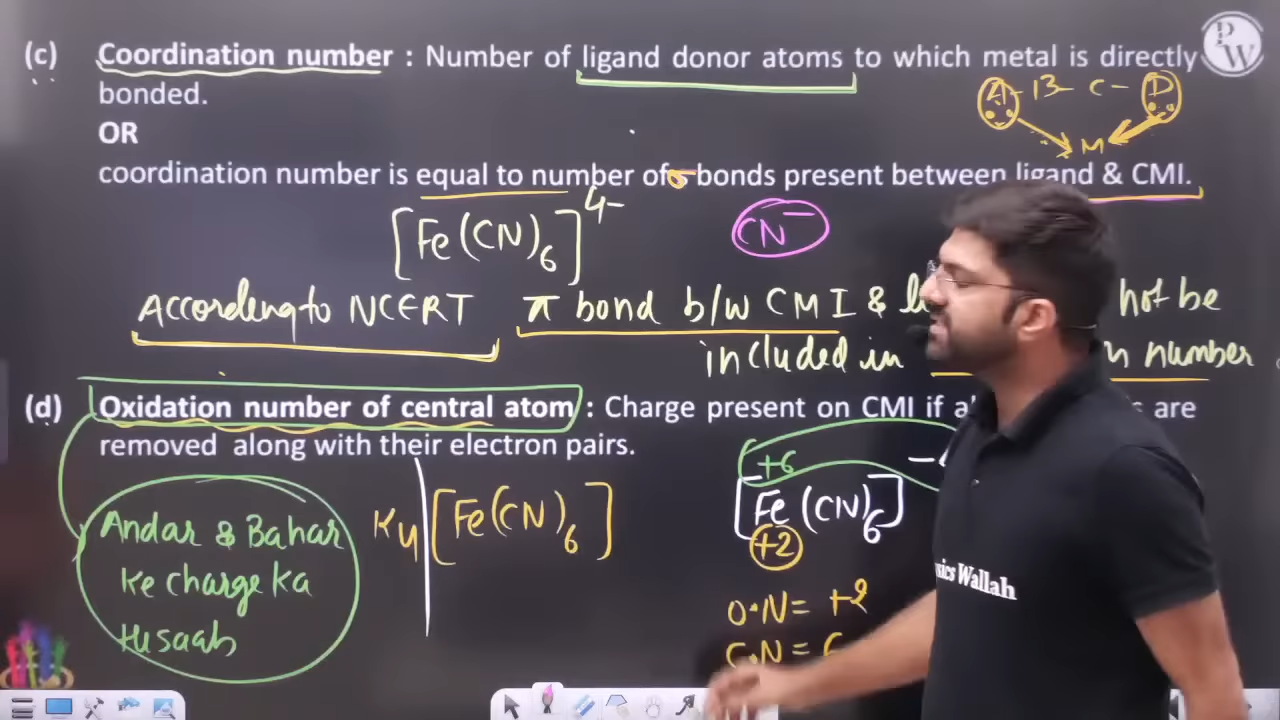 (c) Coordination number : Number of ligand donor atoms to which metal is directly
bonded.
A - B - C - D
M
OR
coordination number is equal to number of σ bonds present between ligand & CMI.
[Fe(CN)6]4-
CN-
According to NCERT π bond b/w CMI & not be
included in number
(d) Oxidation number of central atom : Charge present on CMI if are
removed along with their electron pairs.
+6
Andar & Bahar
ke charge ka
Hisaab
K4 [Fe(CN)6]
[Fe (CN)6]
+2
O.N = +2
C.N = 6
sics Wallah
PW